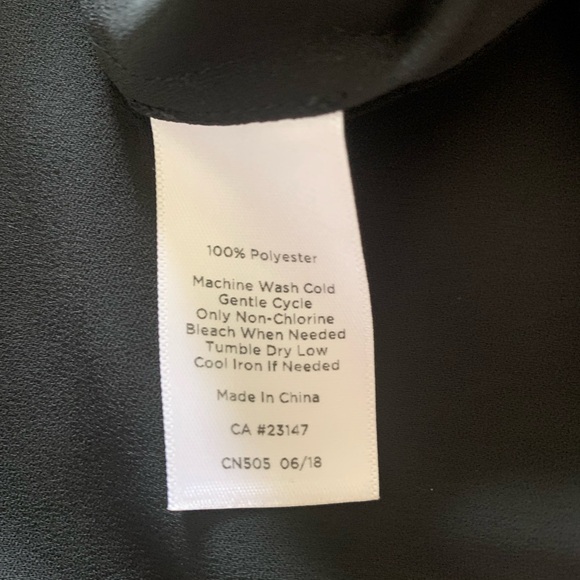 100% Polyester
Machine Wash Cold
Gentle Cycle
Only Non-Chlorine
Bleach When Needed
Tumble Dry Low
Cool Iron If Needed
Made In China
CA #23147
CN505 06/18